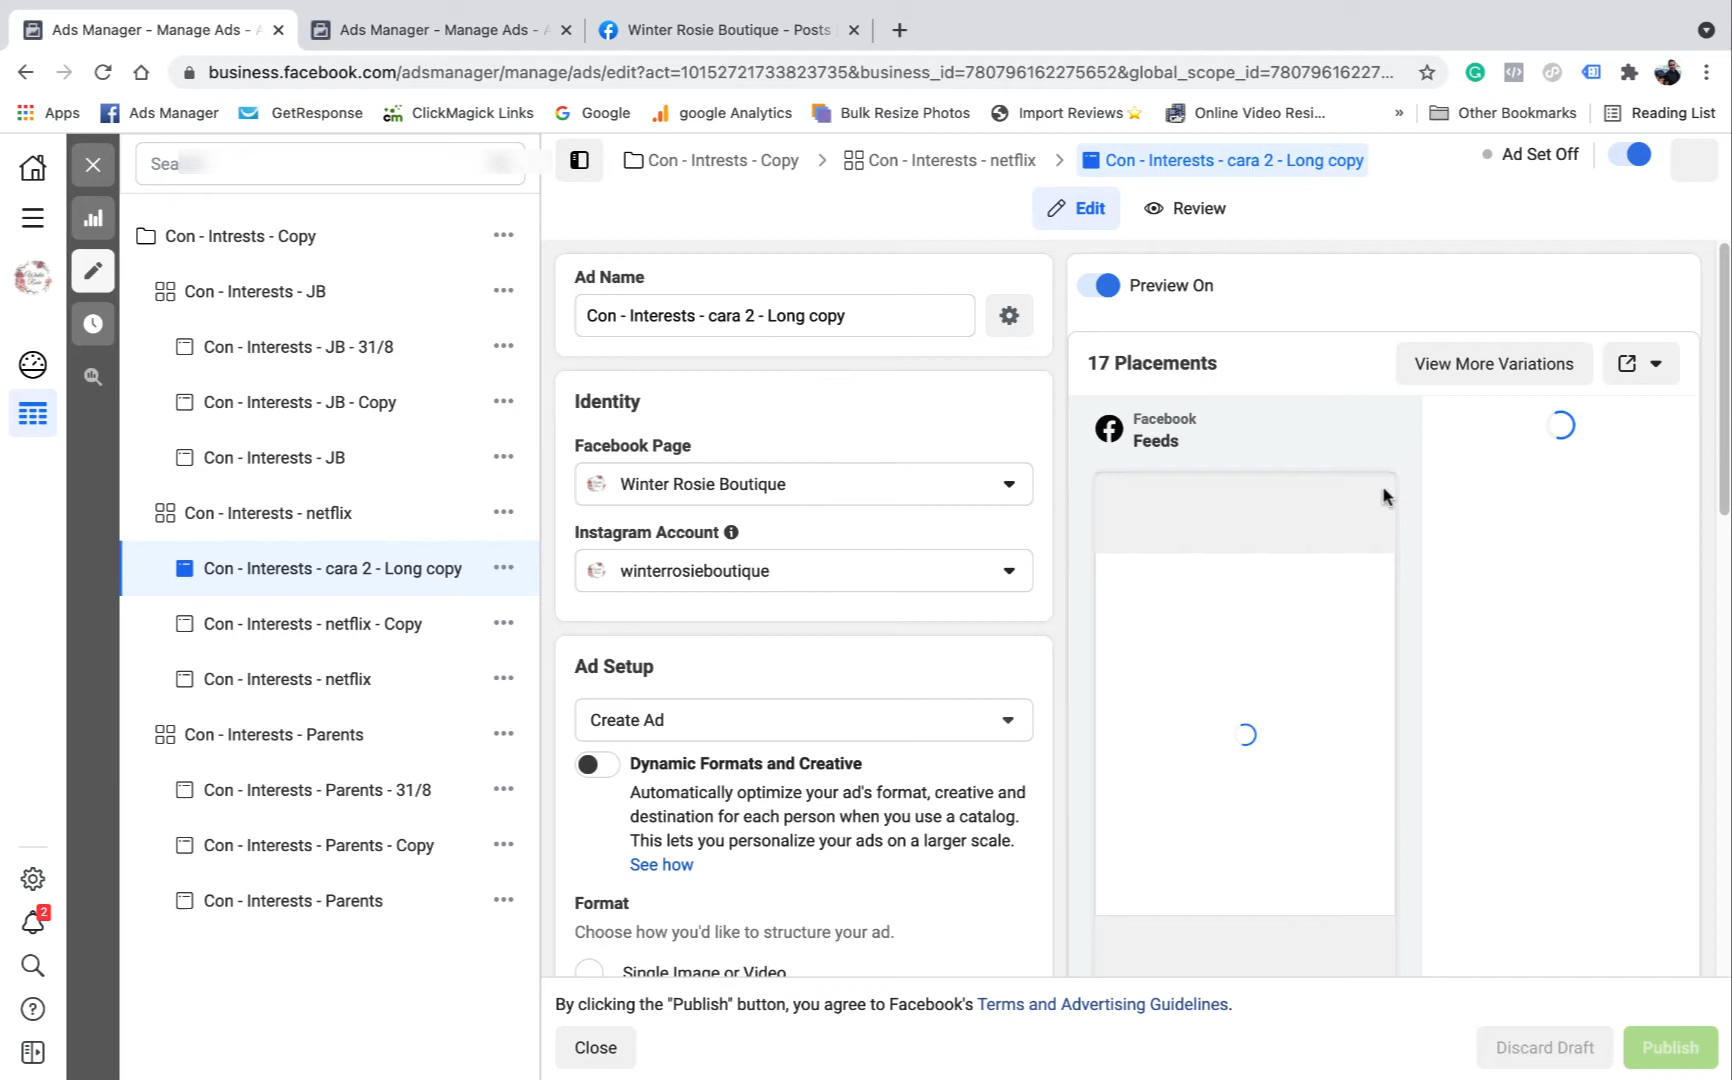 Ads Manager - Manage Ads - A
Ads Manager - Manage Ads - A
Winter Rosie Boutique - Posts
business.facebook.com/adsmanager/manage/ads/edit?act=10152721733823735&business_id=780796162275652&global_scope_id=78079616227...
Apps
Ads Manager
GetResponse
ClickMagick Links
Google
google Analytics
Bulk Resize Photos
Import Reviews
Online Video Resi...
»
Other Bookmarks
Reading List
Sea
Con - Intrests - Copy
Con - Interests - netflix
Con - Interests - cara 2 - Long copy
Ad Set Off
Edit
Review
Con - Intrests - Copy
Con - Interests - JB
Con - Interests - JB - 31/8
Con - Interests - JB - Copy
Con - Interests - JB
Con - Interests - netflix
Con - Interests - cara 2 - Long copy
Con - Interests - netflix - Copy
Con - Interests - netflix
Con - Interests - Parents
Con - Interests - Parents - 31/8
Con - Interests - Parents - Copy
Con - Interests - Parents
2
Ad Name
Con - Interests - cara 2 - Long copy
Identity
Facebook Page
Winter Rosie Boutique
Instagram Account
winterrosieboutique
Ad Setup
Create Ad
Dynamic Formats and Creative
Automatically optimize your ad's format, creative and
destination for each person when you use a catalog.
This lets you personalize your ads on a larger scale.
See how
Format
Choose how you'd like to structure your ad.
Single Image or Video
Preview On
17 Placements
View More Variations
Facebook
Feeds
By clicking the "Publish" button, you agree to Facebook's Terms and Advertising Guidelines.
Close
Discard Draft
Publish